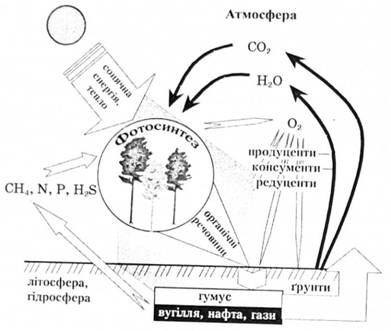 Атмосфера
CO₂
H₂O
сонячна
енергія,
тепло
Фотосинтез
O₂
продуценти
консументи
редуценти
CH₄, N, P, H₂S
органічні
речовини
літосфера,
гідросфера
ґрунти
гумус
вугілля, нафта, гази